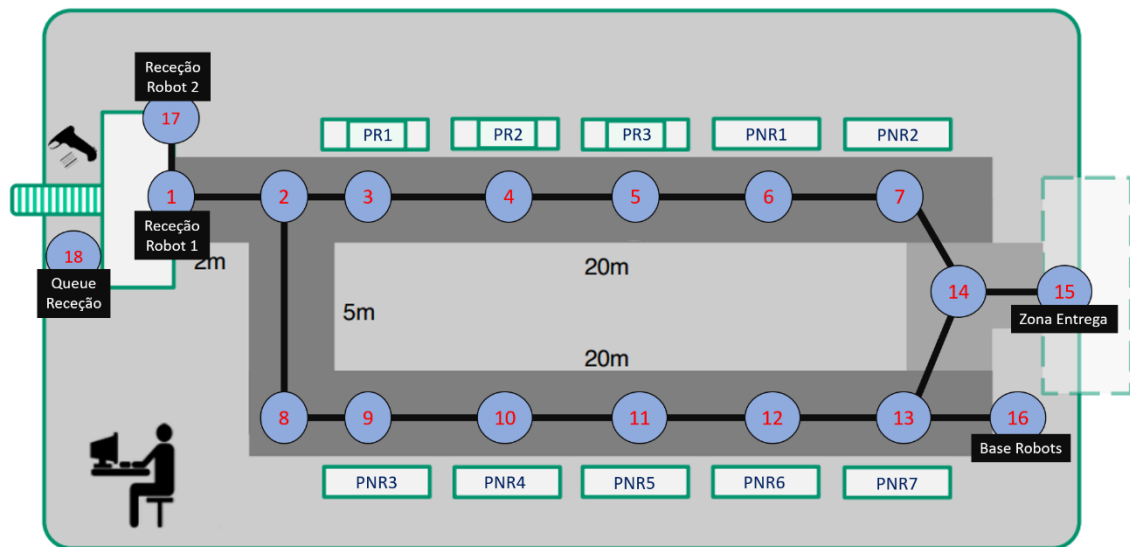 Receção
Robot 2
17
PR1
PR2
PR3
PNR1
PNR2
1
2
3
4
5
6
7
Receção
Robot 1
18
2m
20m
Queue
Receção
14
15
5m
Zona Entrega
20m
8
9
10
11
12
13
16
Base Robots
PNR3
PNR4
PNR5
PNR6
PNR7